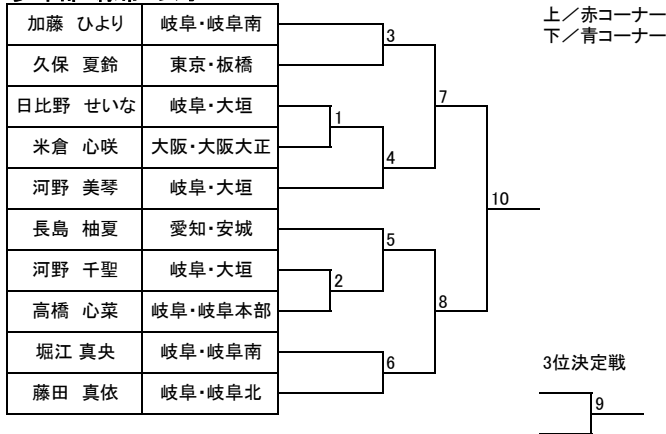 加藤 ひより 岐阜・岐阜南
久保 夏鈴 東京・板橋
日比野 せいな 岐阜・大垣
米倉 心咲 大阪・大阪大正
河野 美琴 岐阜・大垣
長島 柚夏 愛知・安城
河野 千聖 岐阜・大垣
高橋 心菜 岐阜・岐阜本部
堀江 真央 岐阜・岐阜南
藤田 真依 岐阜・岐阜北
3
1
4
7
5
2
8
6
10
上／赤コーナー
下／青コーナー
3位決定戦
9